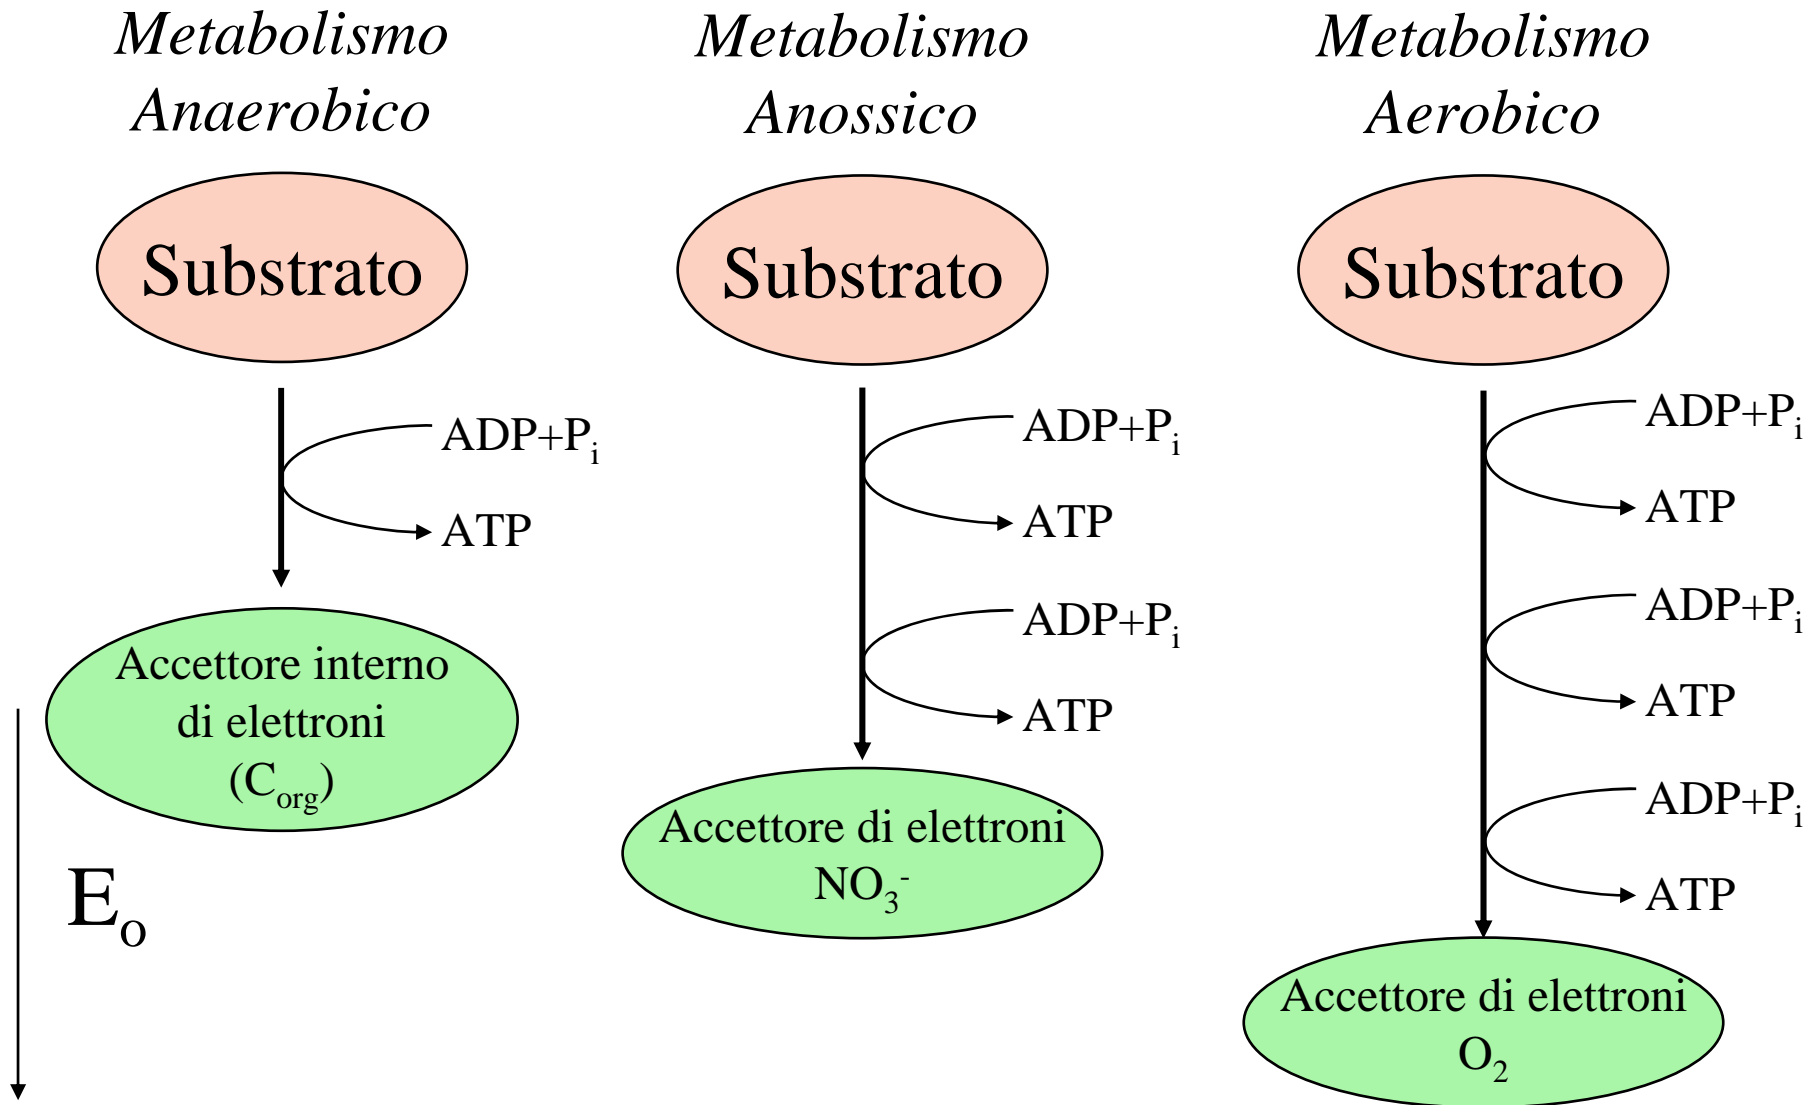 Metabolismo
Anaerobico
Substrato
ADP+Pi
ATP
Accettore interno
di elettroni
(Corg)
Eo
Metabolismo
Anossico
Substrato
ADP+Pi
ATP
ADP+Pi
ATP
Accettore di elettroni
NO3-
Metabolismo
Aerobico
Substrato
ADP+Pi
ATP
ADP+Pi
ATP
ADP+Pi
ATP
Accettore di elettroni
O2